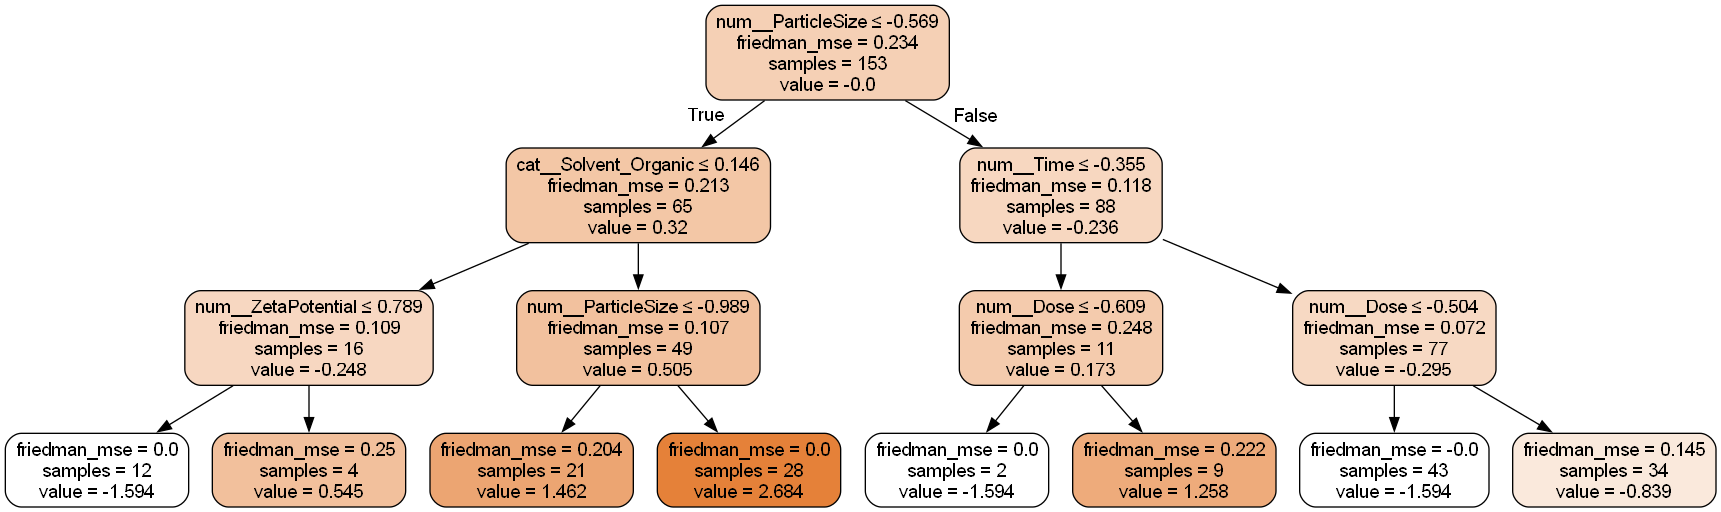 num__ParticleSize ≤ -0.569
friedman_mse = 0.234
samples = 153
value = -0.0
True
False
cat__Solvent_Organic ≤ 0.146
friedman_mse = 0.213
samples = 65
value = 0.32
num__Time ≤ -0.355
friedman_mse = 0.118
samples = 88
value = -0.236
num__ZetaPotential ≤ 0.789
friedman_mse = 0.109
samples = 16
value = -0.248
num__ParticleSize ≤ -0.989
friedman_mse = 0.107
samples = 49
value = 0.505
num__Dose ≤ -0.609
friedman_mse = 0.248
samples = 11
value = 0.173
num__Dose ≤ -0.504
friedman_mse = 0.072
samples = 77
value = -0.295
friedman_mse = 0.0
samples = 12
value = -1.594
friedman_mse = 0.25
samples = 4
value = 0.545
friedman_mse = 0.204
samples = 21
value = 1.462
friedman_mse = 0.0
samples = 28
value = 2.684
friedman_mse = 0.0
samples = 2
value = -1.594
friedman_mse = 0.222
samples = 9
value = 1.258
friedman_mse = -0.0
samples = 43
value = -1.594
friedman_mse = 0.145
samples = 34
value = -0.839